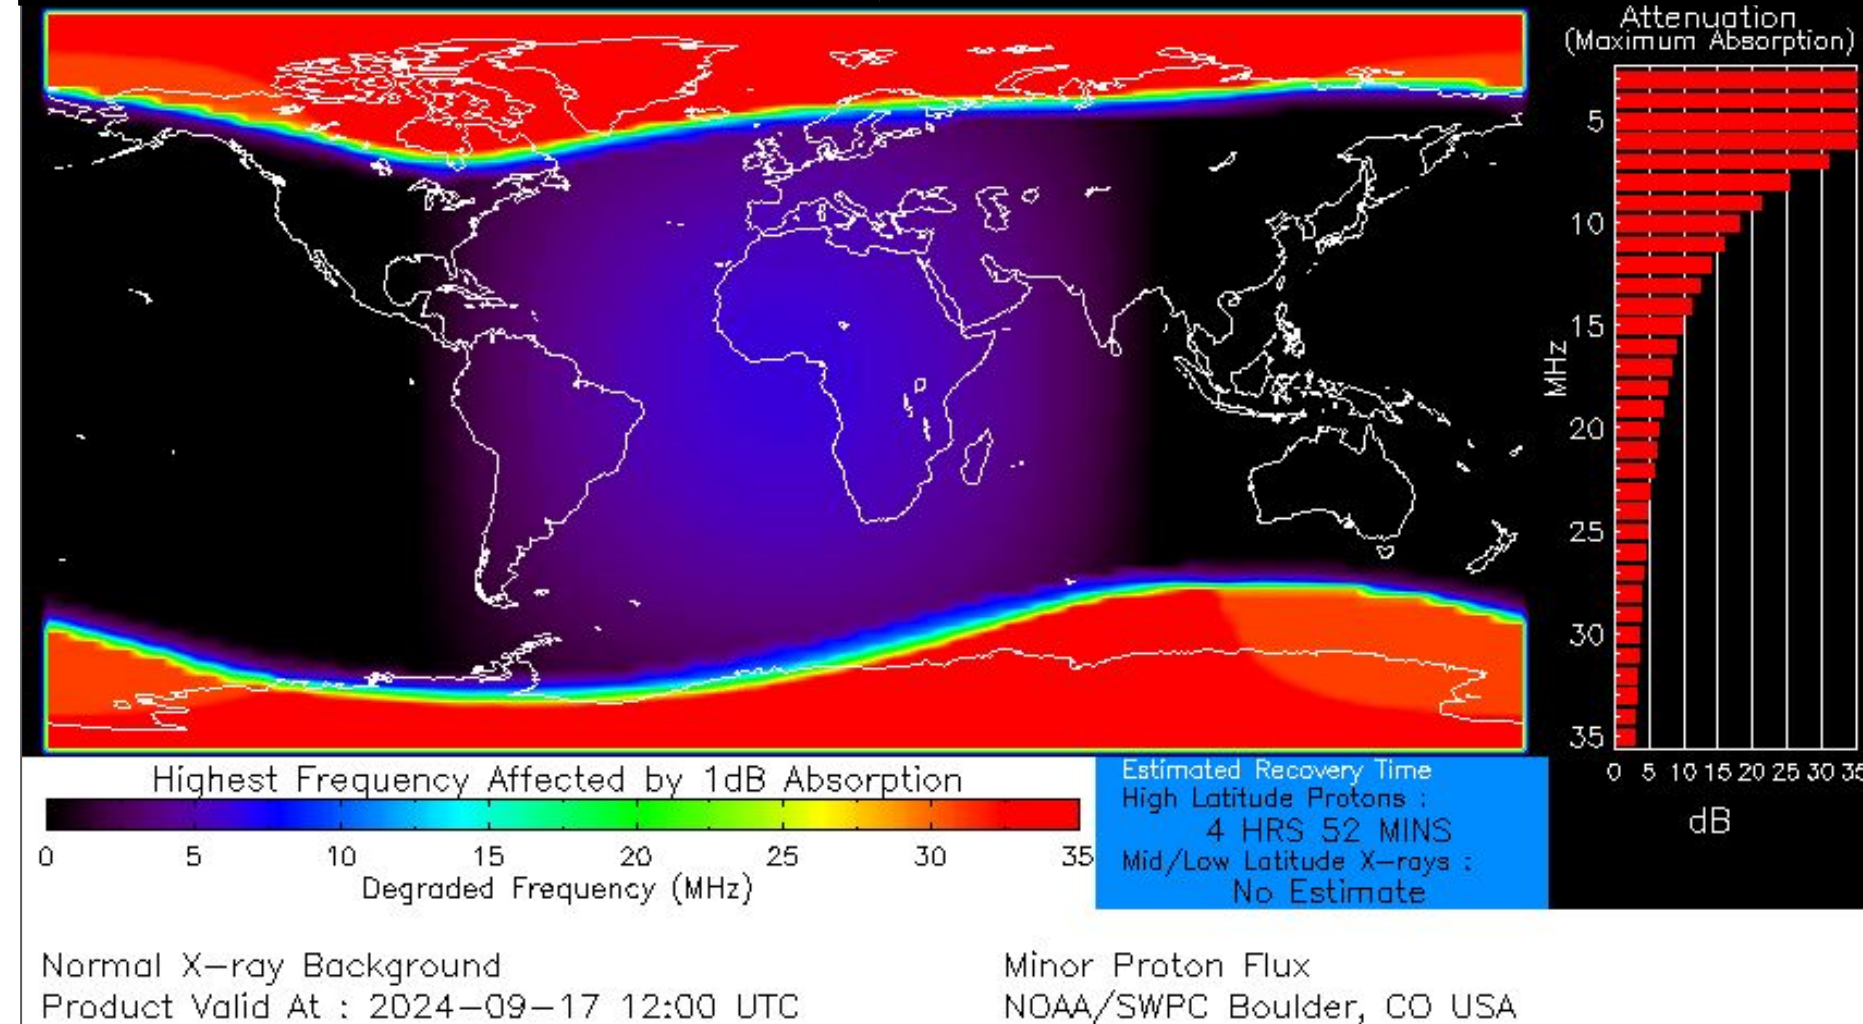 Attenuation
(Maximum Absorption)
5
10
15
20
25
30
35
MHz
0 5 10 15 20 25 30 35
dB
Highest Frequency Affected by 1dB Absorption
0 5 10 15 20 25 30 35
Degraded Frequency (MHz)
Estimated Recovery Time
High Latitude Protons :
4 HRS 52 MINS
Mid/Low Latitude X-rays :
No Estimate
Normal X-ray Background
Product Valid At : 2024-09-17 12:00 UTC
Minor Proton Flux
NOAA/SWPC Boulder, CO USA